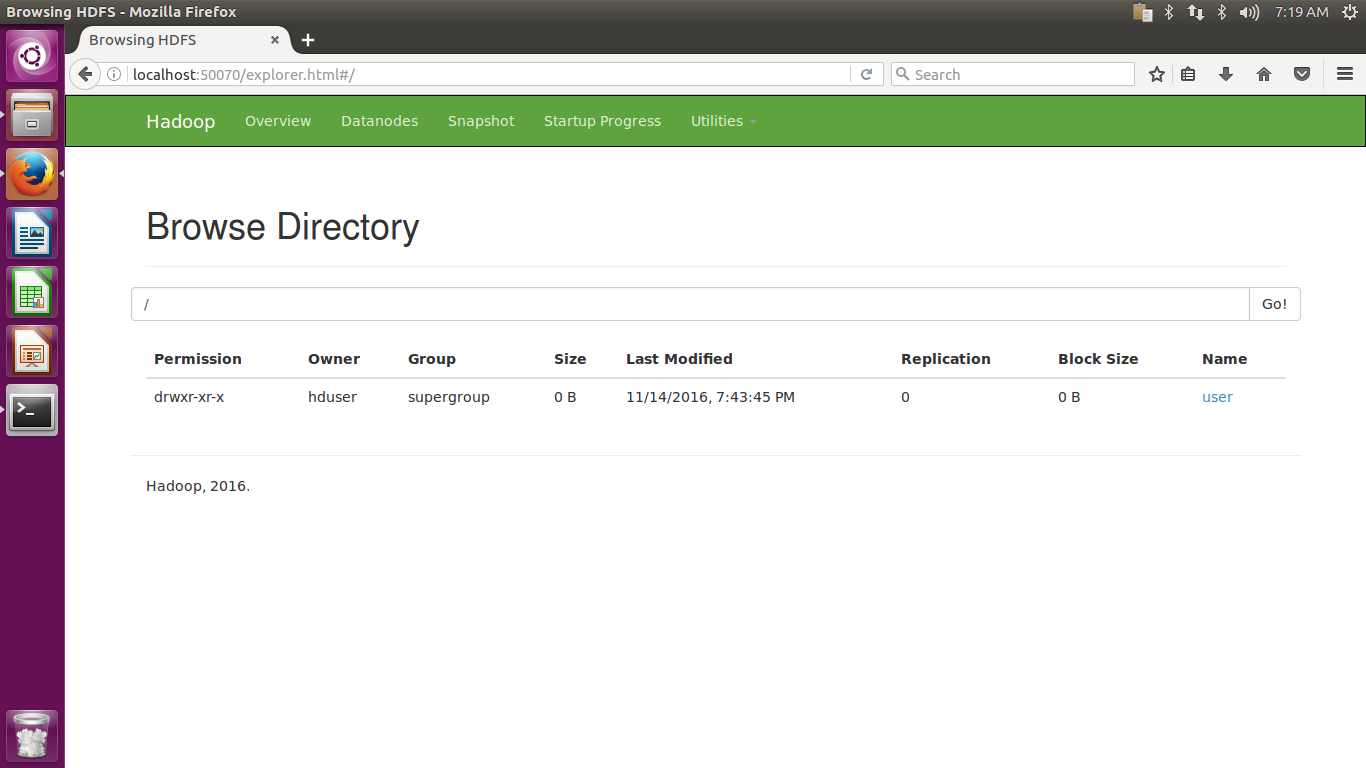 Browsing HDFS - Mozilla Firefox 7:19 AM
Browsing HDFS
localhost:50070/explorer.html#/ Search
Hadoop Overview Datanodes Snapshot Startup Progress Utilities
Browse Directory
/ Go!
Permission Owner Group Size Last Modified Replication Block Size Name
drwxr-xr-x hduser supergroup 0 B 11/14/2016, 7:43:45 PM 0 0 B user
Hadoop, 2016.